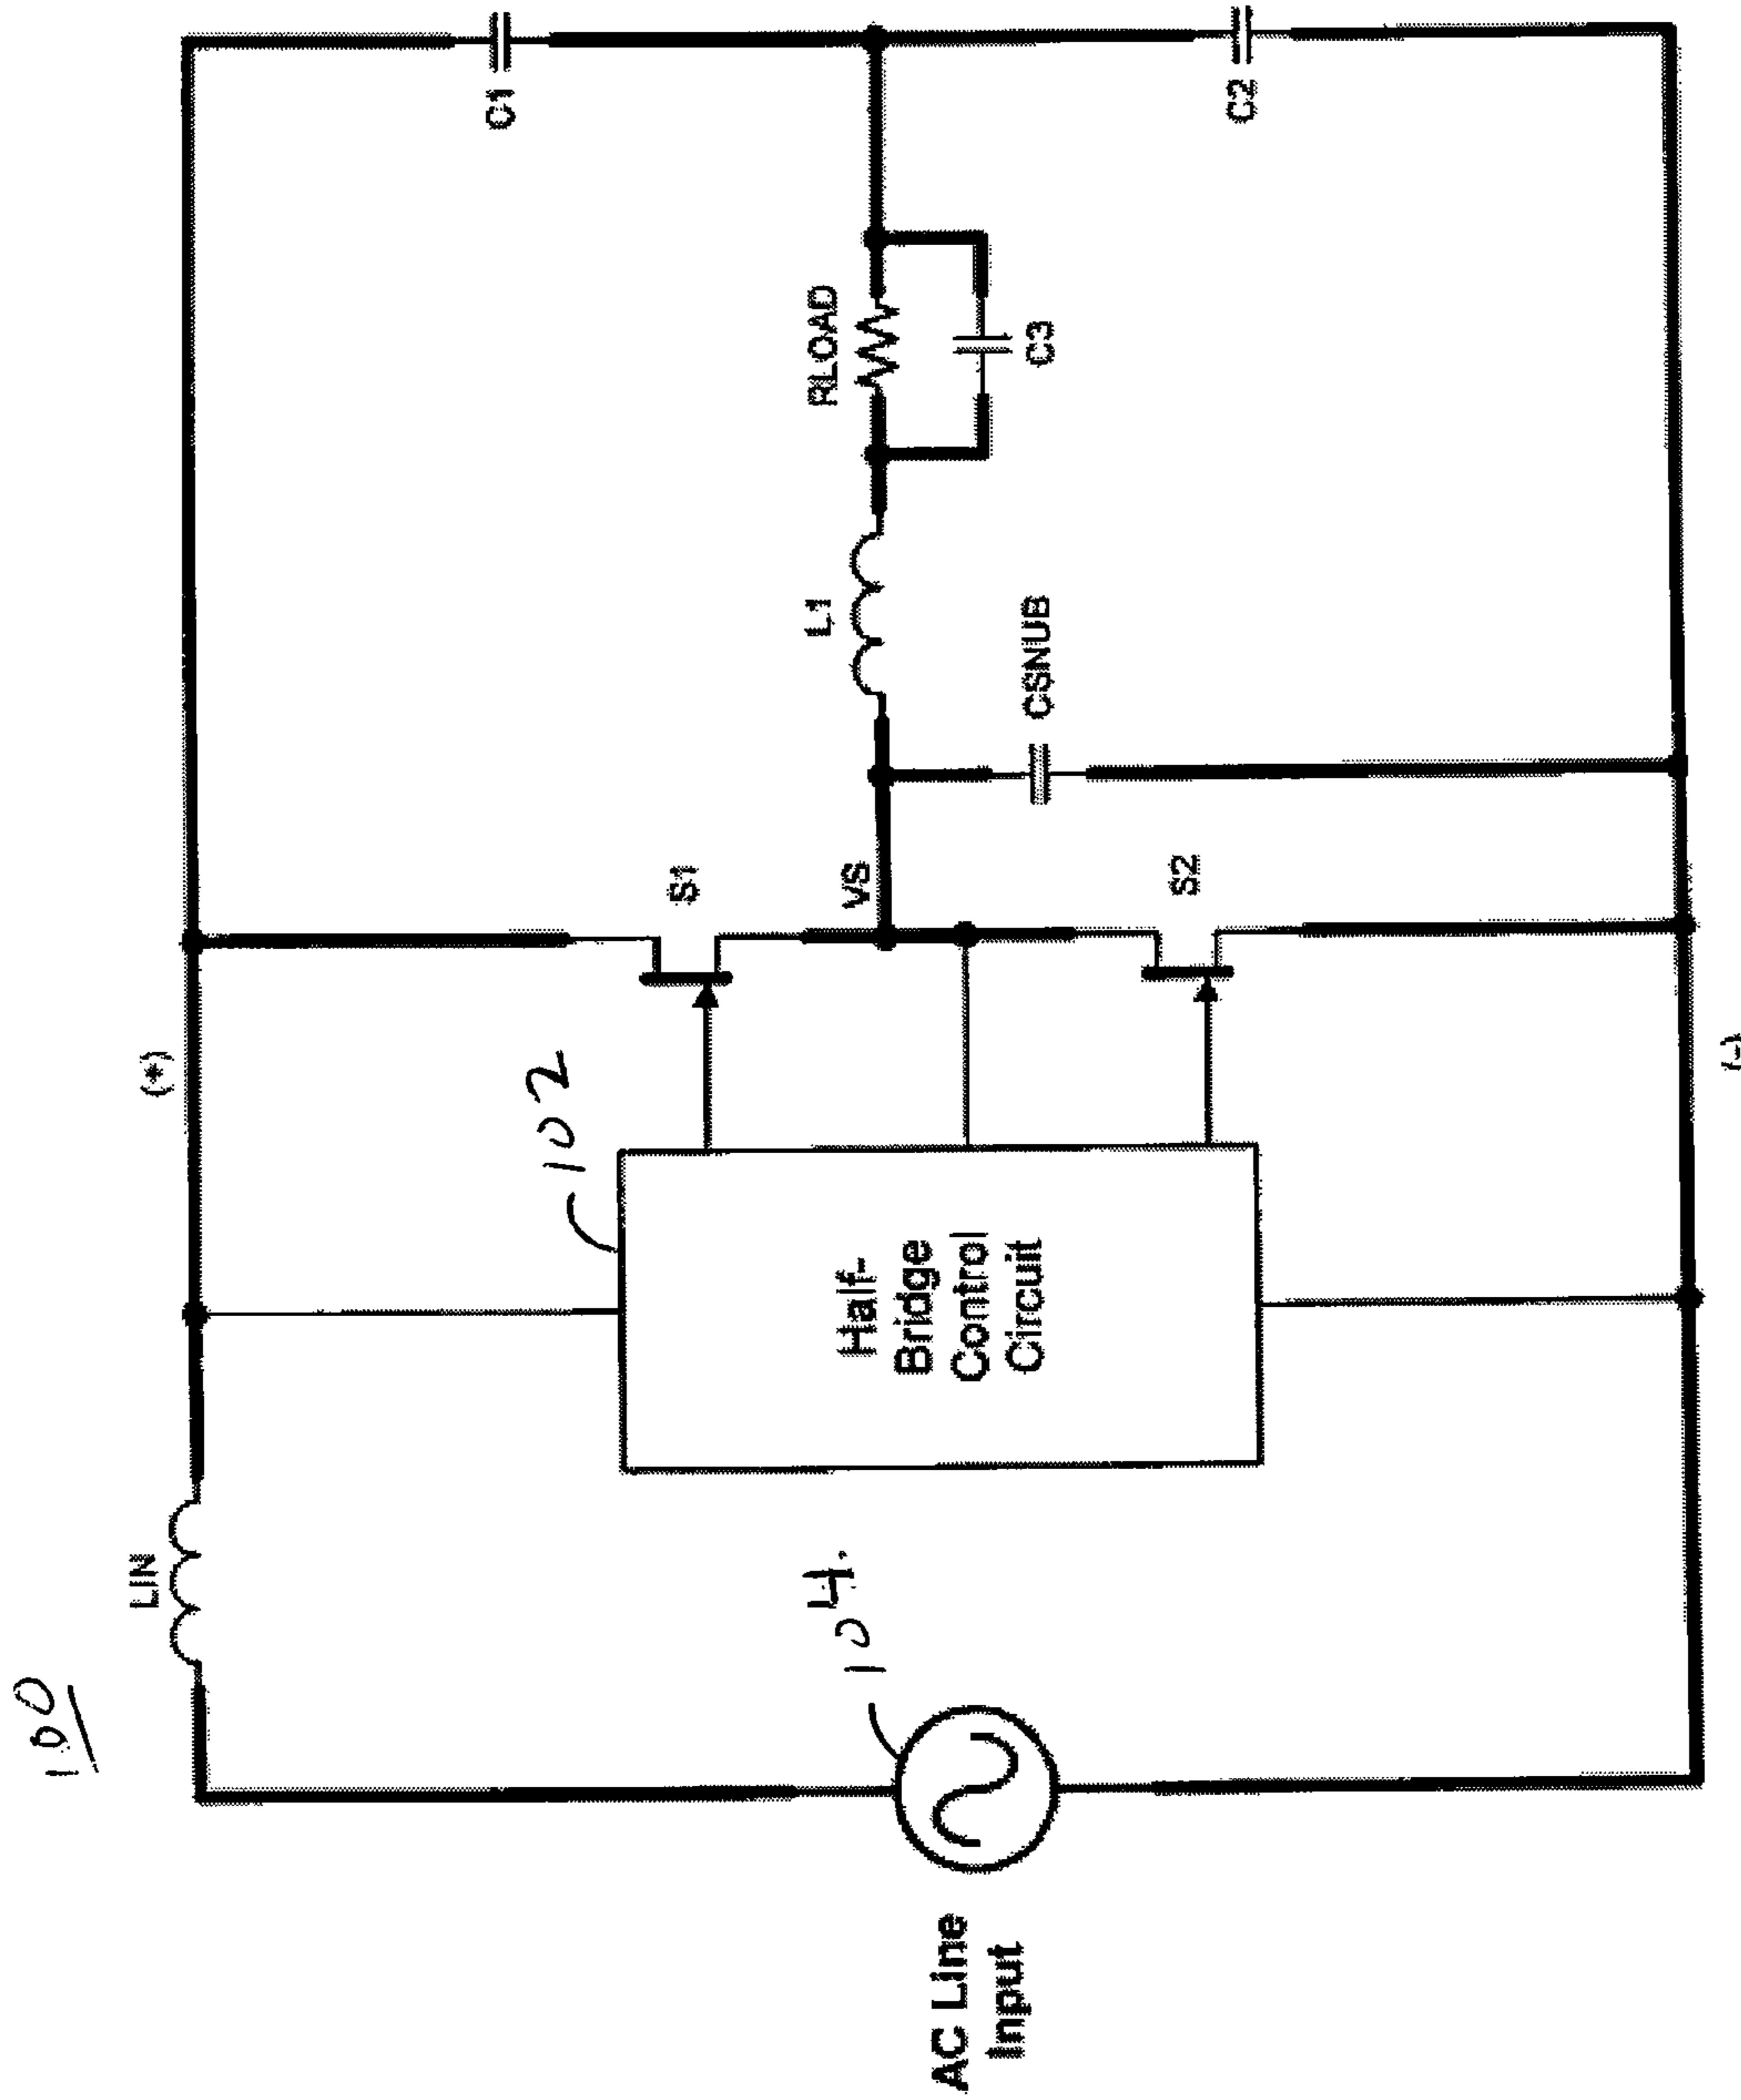 100
LIN
(+)
C1
102
S1
VS
L1
RLOAD
C3
CSNUB
S2
C2
104
Half-
Bridge
Control
Circuit
AC Line
Input
(-)